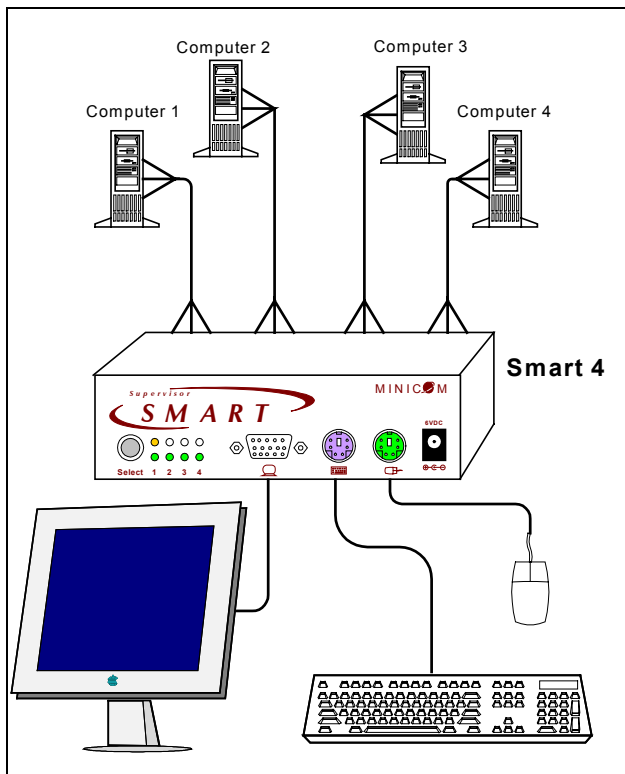 Computer 2
Computer 3
Computer 1
Computer 4
Smart 4
Supervisor
SMART
MINICOM
6VDC
Select 1 2 3 4